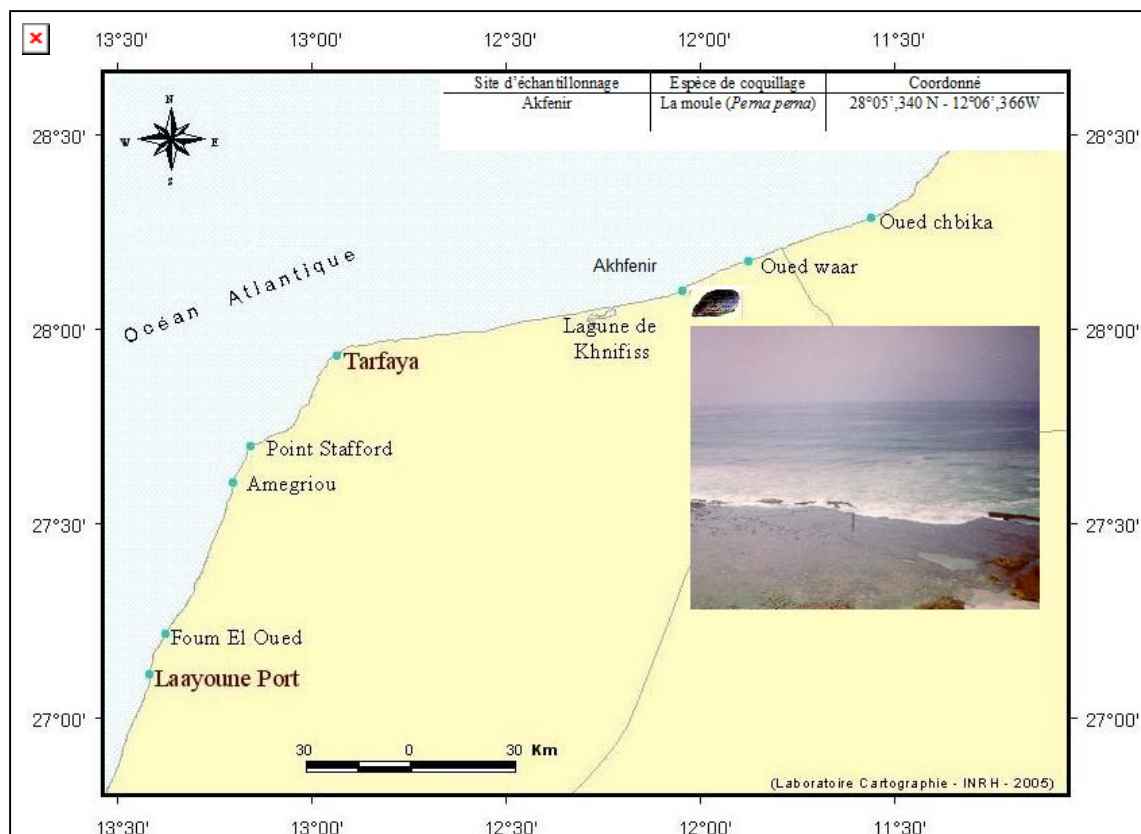 13°30' 13°00' 12°30' 12°00' 11°30'
Site d'échantillonnage Espèce de coquillage Coordonné
Akfenir La moule (Perna perna) 28°05',340 N - 12°06',366W
N
W E
S
28°30' 28°30'
Oued chbika
Akhfenir Oued waar
Océan Atlantique
28°00' 28°00'
Lagune de
Khnifiss
Tarfaya
Point Stafford
Amegriou
27°30' 27°30'
Foum El Oued
Laayoune Port
27°00' 27°00'
30 0 30 Km
(Laboratoire Cartographie - INRH - 2005)
13°30' 13°00' 12°30' 12°00' 11°30'